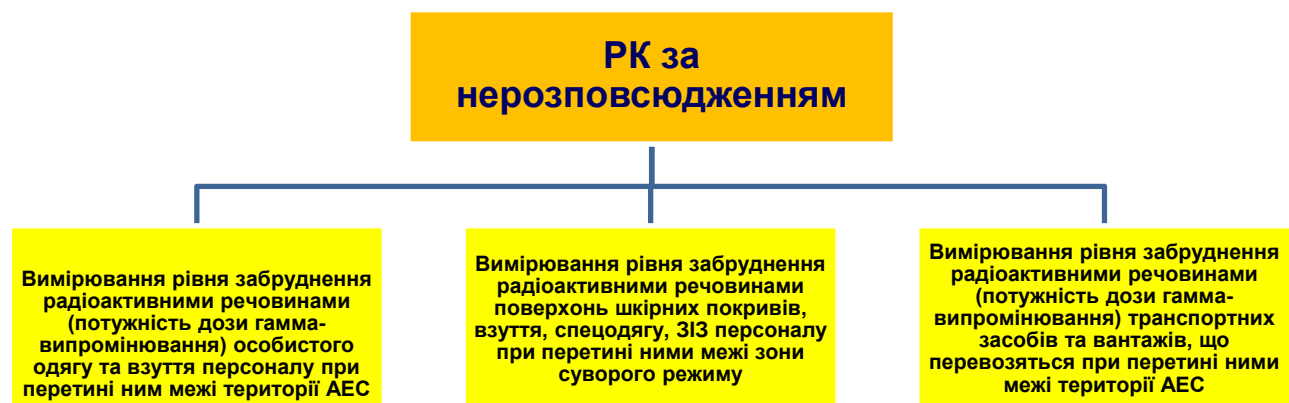 РК за
нерозповсюдженням
Вимірювання рівня забруднення
радіоактивними речовинами
(потужність дози гамма-
випромінювання) особистого
одягу та взуття персоналу при
перетині ним межі території АЕС
Вимірювання рівня забруднення
радіоактивними речовинами
поверхонь шкірних покривів,
взуття, спецодягу, ЗІЗ персоналу
при перетині ними межі зони
суворого режиму
Вимірювання рівня забруднення
радіоактивними речовинами
(потужність дози гамма-
випромінювання) транспортних
засобів та вантажів, що
перевозяться при перетині ними
межі території АЕС